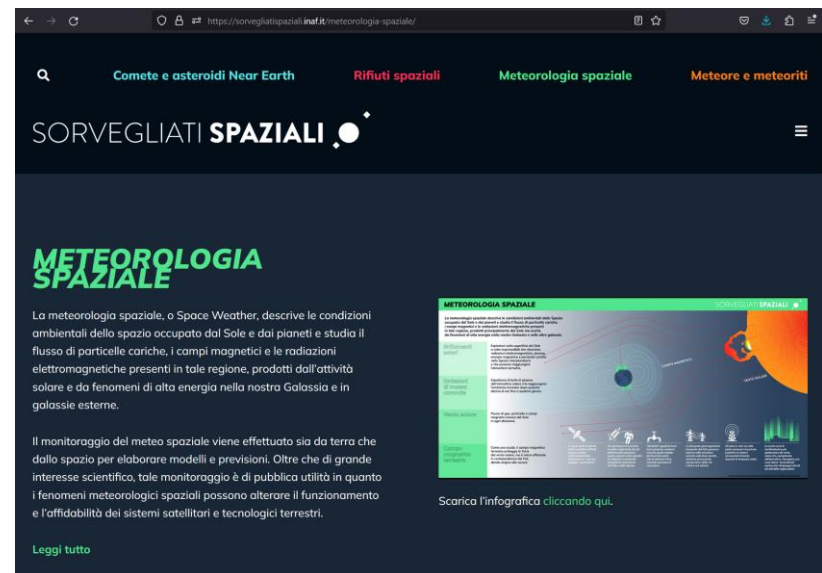 https://sorvegliatispaziali.inaf.it/meteorologia-spaziale/
Comete e asteroidi Near Earth
Rifiuti spaziali
Meteorologia spaziale
Meteore e meteoriti
SORVEGLIATI SPAZIALI
METEOROLOGIA
SPAZIALE
La meteorologia spaziale, o Space Weather, descrive le condizioni
ambientali dello spazio occupato dal Sole e dai pianeti e studia il
flusso di particelle cariche, i campi magnetici e le radiazioni
elettromagnetiche presenti in tale regione, prodotti dall'attività
solare e da fenomeni di alta energia nella nostra Galassia e in
galassie esterne.
Il monitoraggio del meteo spaziale viene effettuato sia da terra che
dallo spazio per elaborare modelli e previsioni. Oltre che di grande
interesse scientifico, tale monitoraggio è di pubblica utilità in quanto
i fenomeni meteorologici spaziali possono alterare il funzionamento
e l'affidabilità dei sistemi satellitari e tecnologici terrestri.
Leggi tutto
METEOROLOGIA SPAZIALE
SORVEGLIATI SPAZIALI
Vento solare
CAMPO MAGNETICO
VENTO SOLARE
Scarica l'infografica cliccando qui.